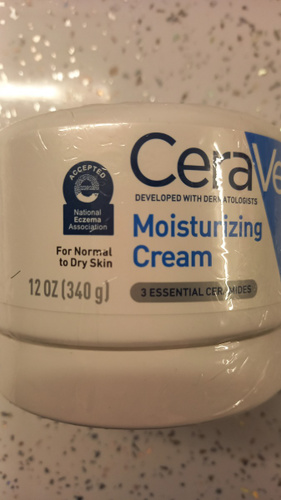 ACCEPTED
National
Eczema
Association
CeraVe
DEVELOPED WITH DERMATOLOGISTS
Moisturizing
Cream
For Normal
to Dry Skin
12 OZ (340 g)
3 ESSENTIAL CERAMIDES